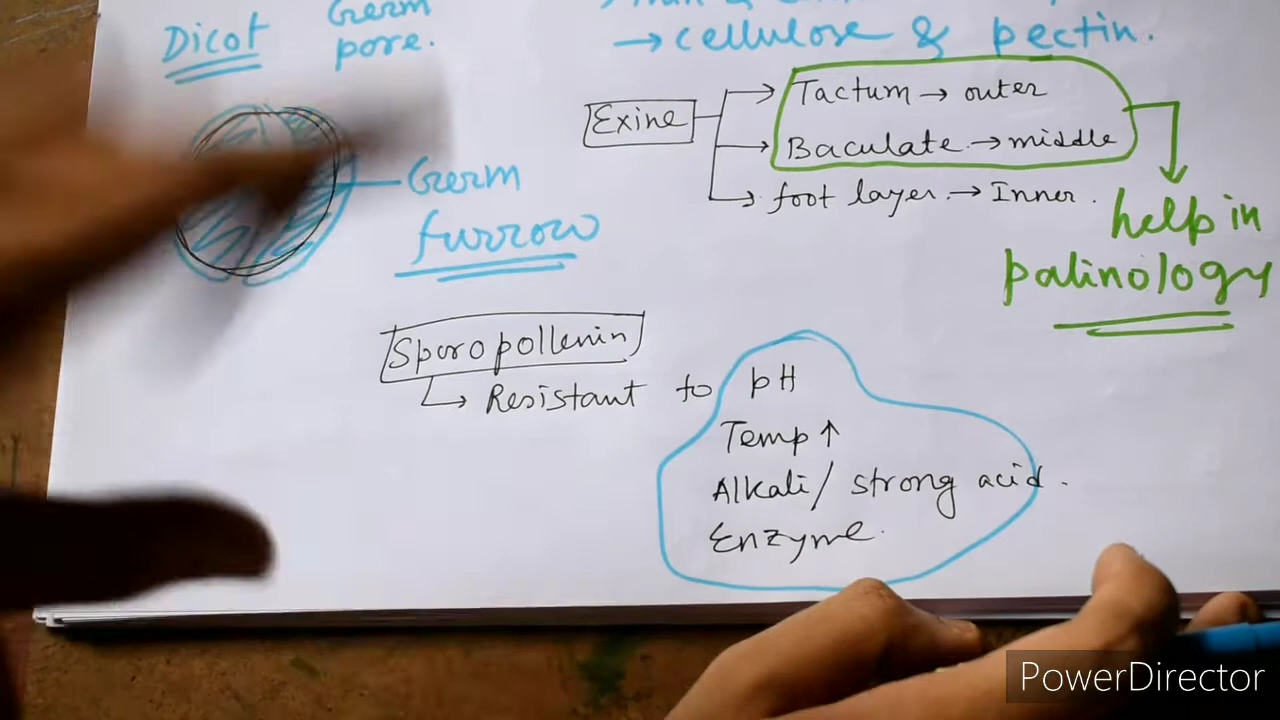 Dicot
Germ
pore.
Germ
furrow
→ cellulose & pectin.
Exine
Tactum → outer
Baculate → middle
foot layer → Inner.
help in
palinology
Sporopollenin
Resistant to pH
Temp ↑
Alkali/ strong acid.
Enzyme.
PowerDirector